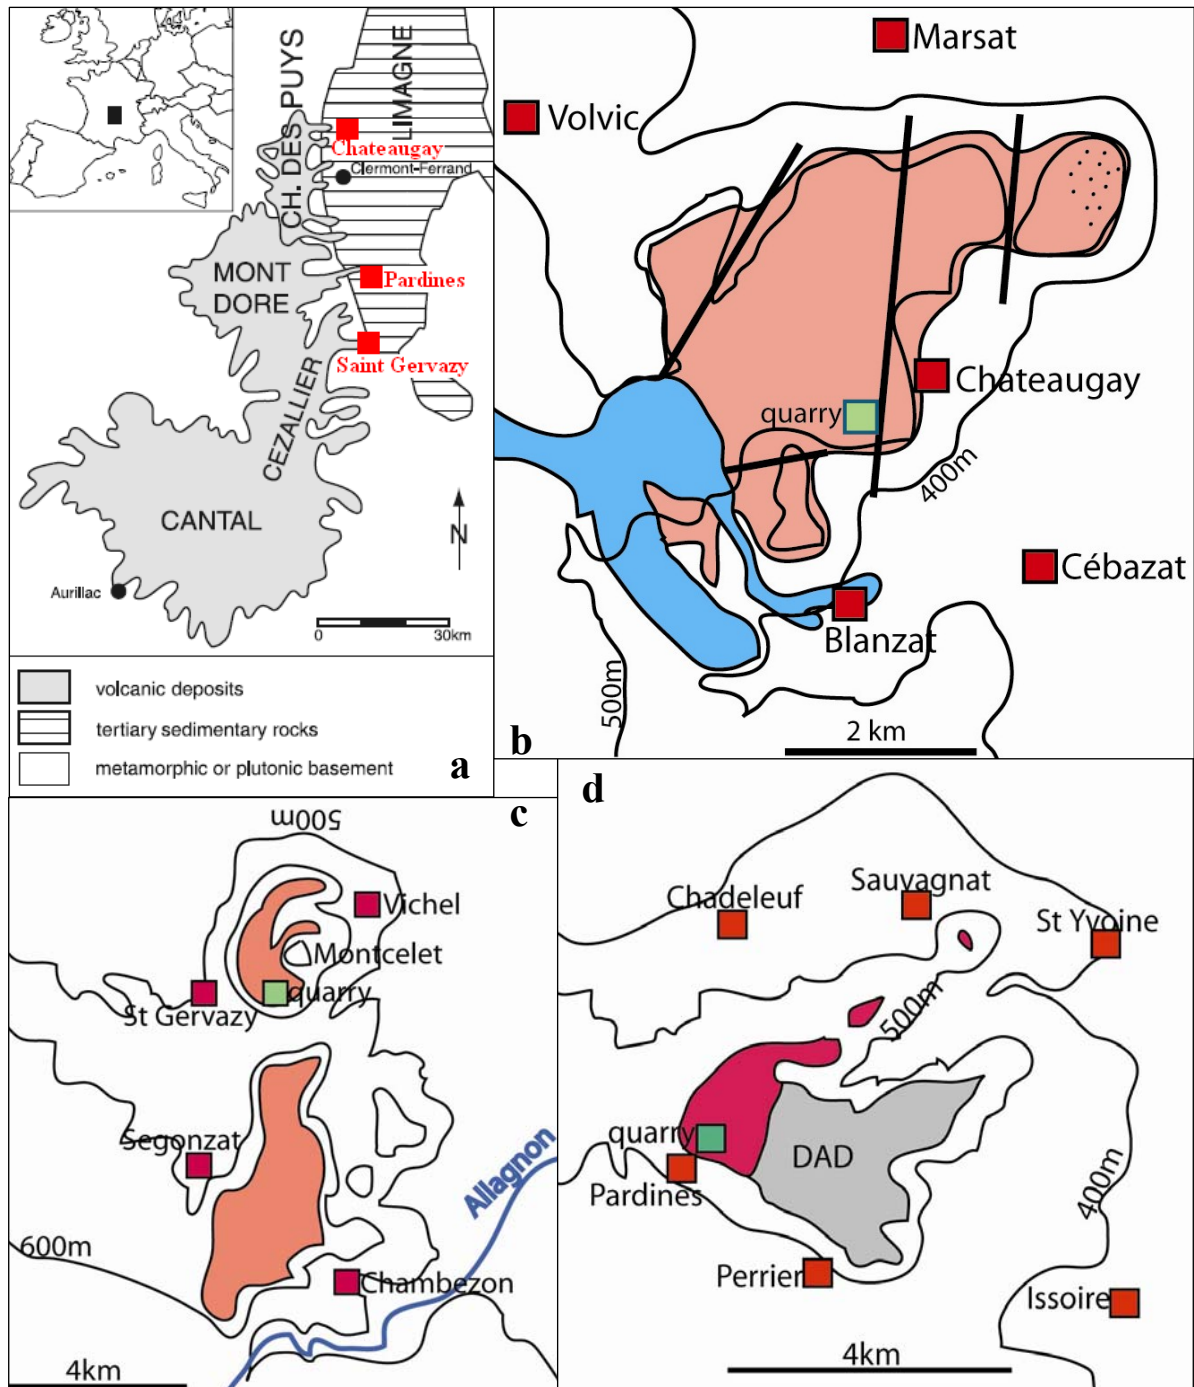 CH. DES PUYS
LIMAGNE
Chateaugay
Clermont-Ferrand
MONT
DORE
Pardines
Saint Gervazy
CEZALLIER
CANTAL
N
Aurillac
0
30km
volcanic deposits
tertiary sedimentary rocks
metamorphic or plutonic basement
a
Marsat
Volvic
Chateaugay
quarry
400m
Cébazat
Blanzat
500m
2 km
b
c
500m
Vichel
Montcelet
quarry
St Gervazy
Segonzat
Allagnon
600m
Chambezon
4km
d
Sauvagnat
Chadeleuf
St Yvoine
500m
quarry
DAD
Pardines
400m
Perrier
Issoire
4km